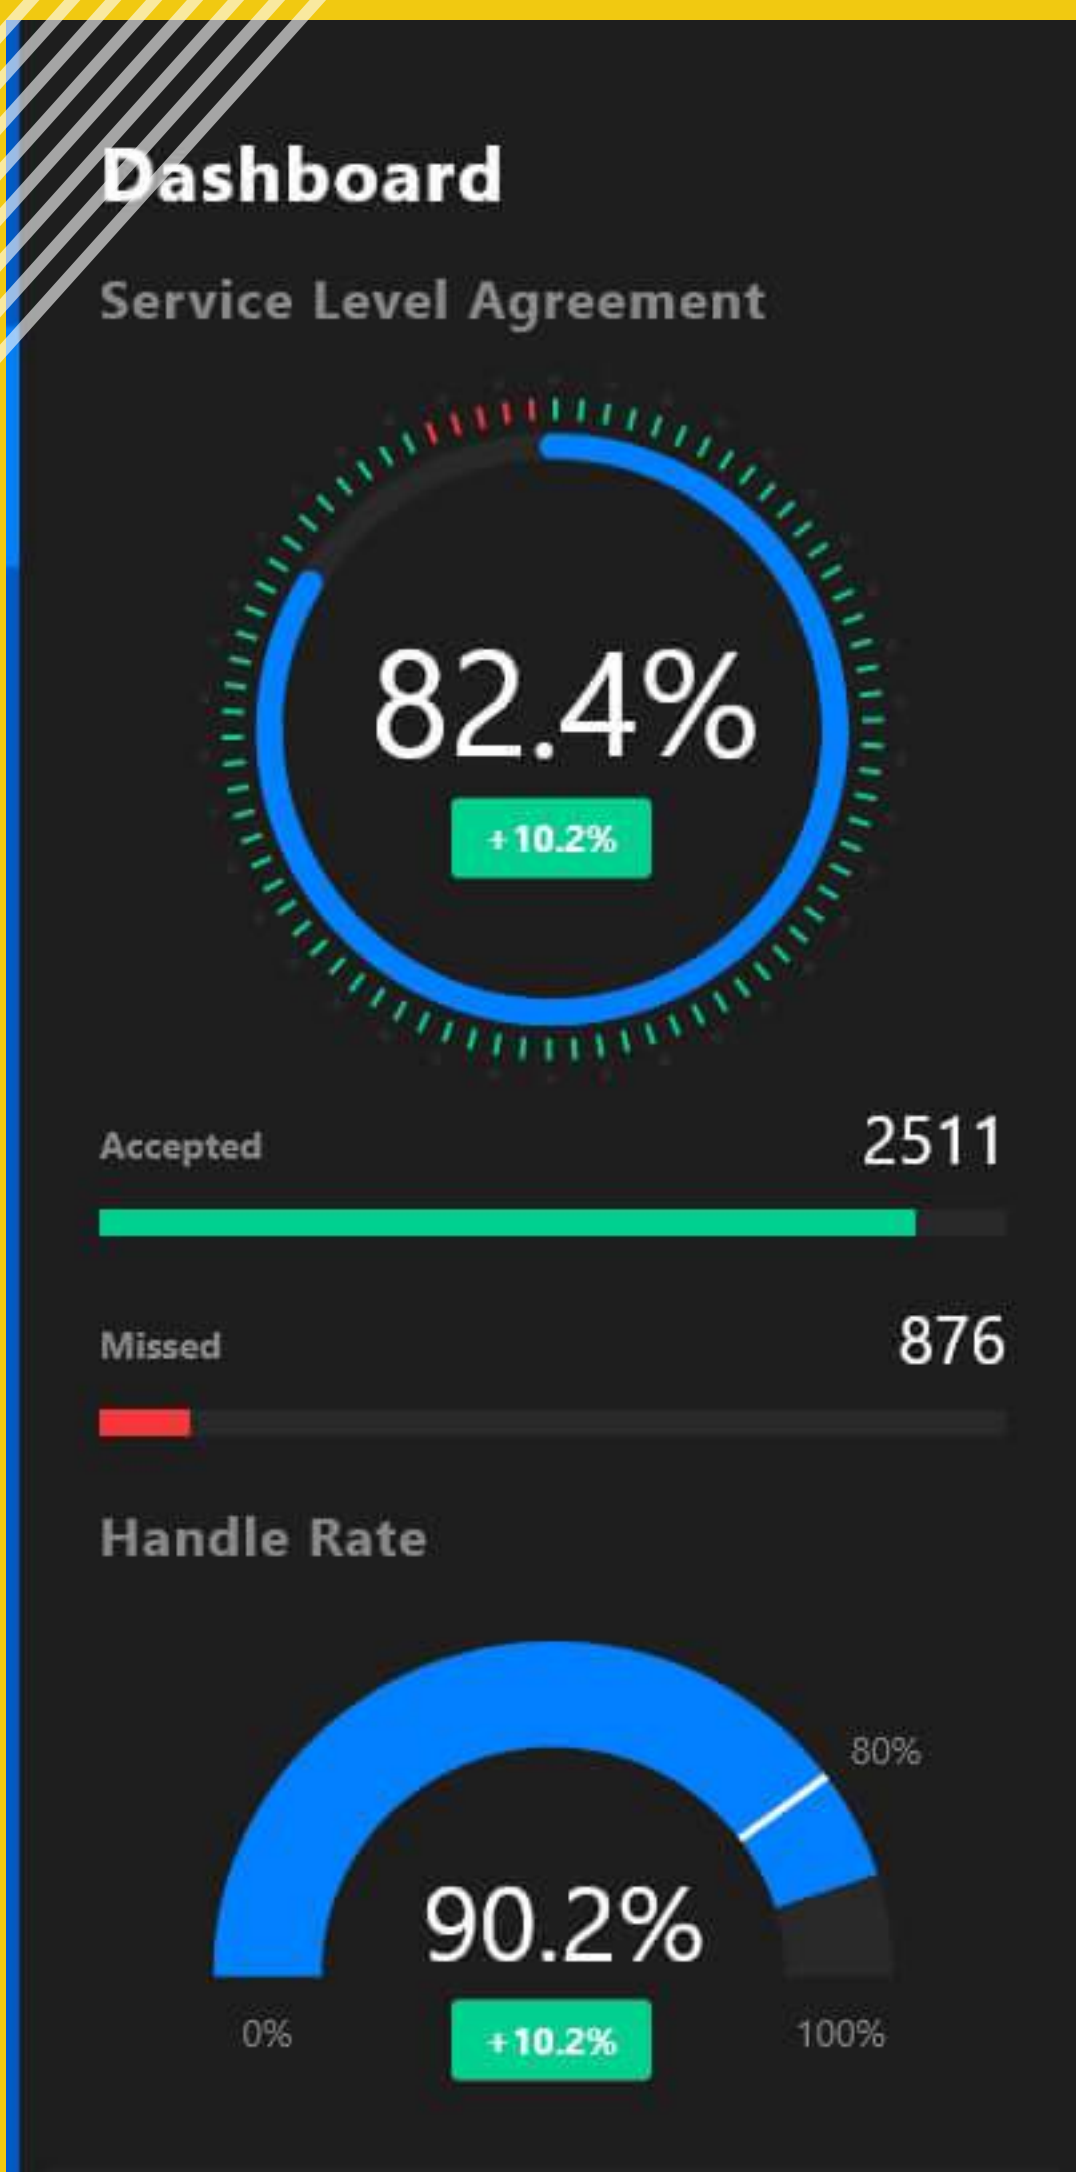 Dashboard
Service Level Agreement
82.4%
+10.2%
Accepted
2511
Missed
876
Handle Rate
80%
90.2%
0%
+10.2%
100%